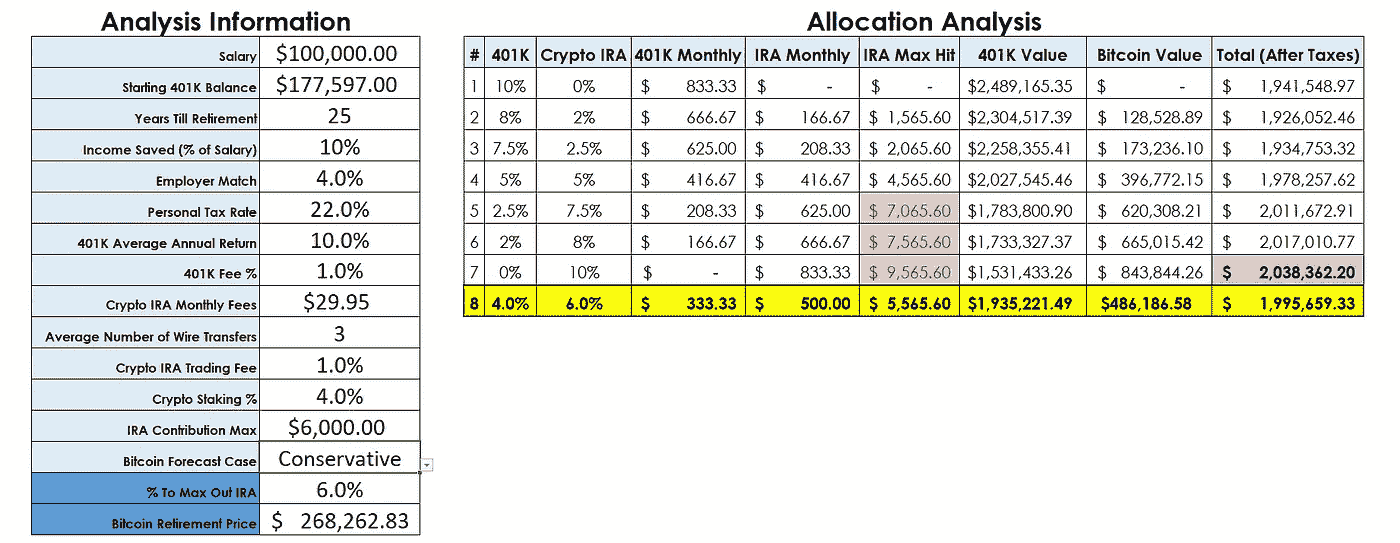 Analysis Information
Salary $100,000.00
Starting 401K Balance $177,597.00
Years Till Retirement 25
Income Saved (% of Salary) 10%
Employer Match 4.0%
Personal Tax Rate 22.0%
401K Average Annual Return 10.0%
401K Fee % 1.0%
Crypto IRA Monthly Fees $29.95
Average Number of Wire Transfers 3
Crypto IRA Trading Fee 1.0%
Crypto Staking % 4.0%
IRA Contribution Max $6,000.00
Bitcoin Forecast Case Conservative
% To Max Out IRA 6.0%
Bitcoin Retirement Price $ 268,262.83
Allocation Analysis
# 401K Crypto IRA 401K Monthly IRA Monthly IRA Max Hit 401K Value Bitcoin Value Total (After Taxes)
1 10% 0% $ 833.33 $ - $ - $2,489,165.35 $ - $ 1,941,548.97
2 8% 2% $ 666.67 $ 166.67 $ 1,565.60 $2,304,517.39 $ 128,528.89 $ 1,926,052.46
3 7.5% 2.5% $ 625.00 $ 208.33 $ 2,065.60 $2,258,355.41 $ 173,236.10 $ 1,934,753.32
4 5% 5% $ 416.67 $ 416.67 $ 4,565.60 $2,027,545.46 $ 396,772.15 $ 1,978,257.62
5 2.5% 7.5% $ 208.33 $ 625.00 $ 7,065.60 $1,783,800.90 $ 620,308.21 $ 2,011,672.91
6 2% 8% $ 166.67 $ 666.67 $ 7,565.60 $1,733,327.37 $ 665,015.42 $ 2,017,010.77
7 0% 10% $ - $ 833.33 $ 9,565.60 $1,531,433.26 $ 843,844.26 $ 2,038,362.20
8 4.0% 6.0% $ 333.33 $ 500.00 $ 5,565.60 $1,935,221.49 $486,186.58 $ 1,995,659.33